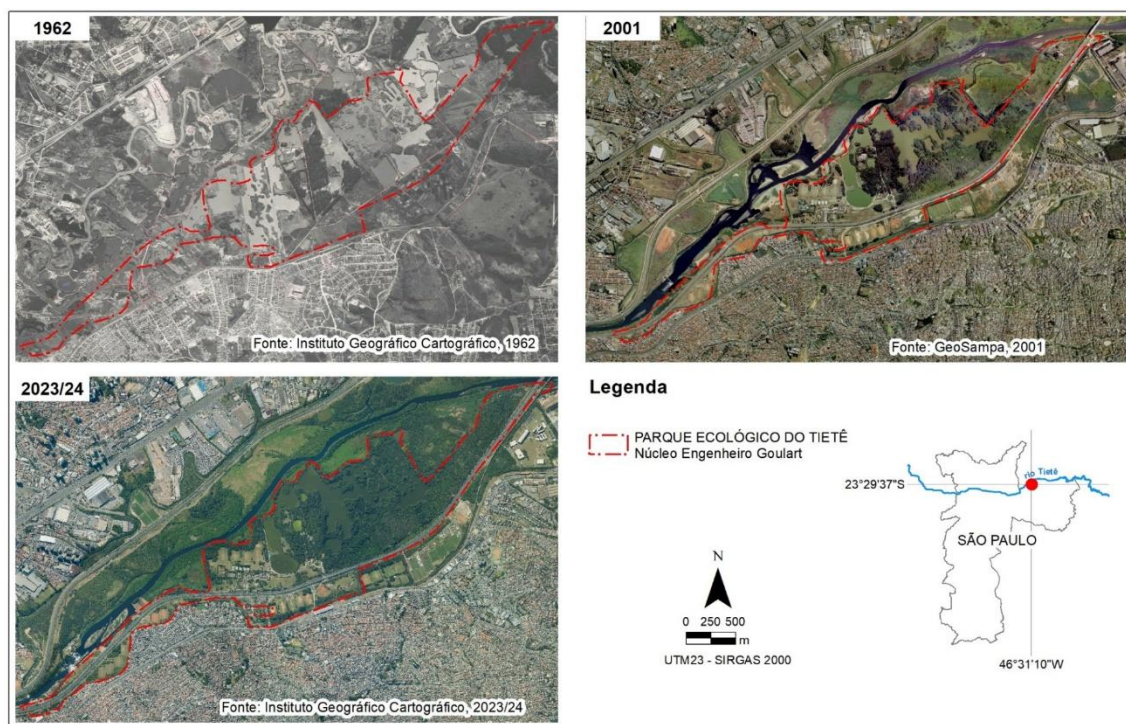 1962
Fonte: Instituto Geográfico Cartográfico, 1962
2001
Fonte: GeoSampa, 2001
2023/24
Fonte: Instituto Geográfico Cartográfico, 2023/24
Legenda
PARQUE ECOLÓGICO DO TIETÊ
Núcleo Engenheiro Goulart
N
0 250 500
m
UTM23 - SIRGAS 2000
rio Tietê
23°29'37"S
SÃO PAULO
46°31'10"W